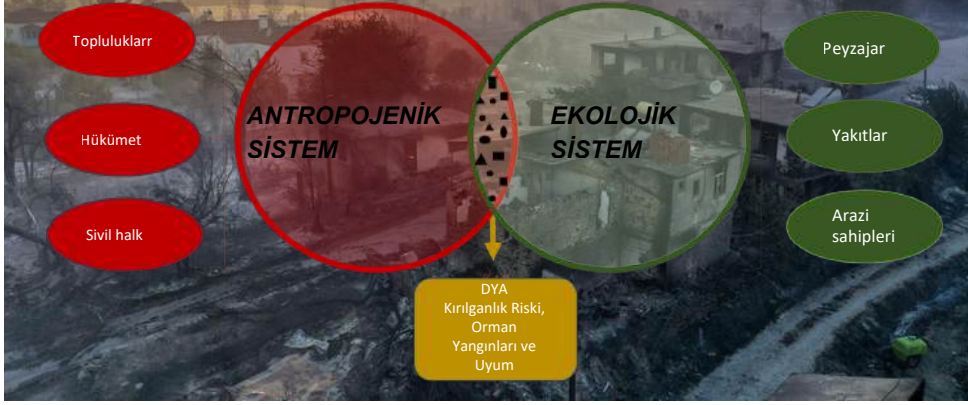 Topluluklarr
Hükümet
Sivil halk
ANTROPOJENİK
SİSTEM
EKOLOJİK
SİSTEM
Peyzajar
Yakıtlar
Arazi
sahipleri
DYA
Kırılganlık Riski,
Orman
Yangınları ve
Uyum